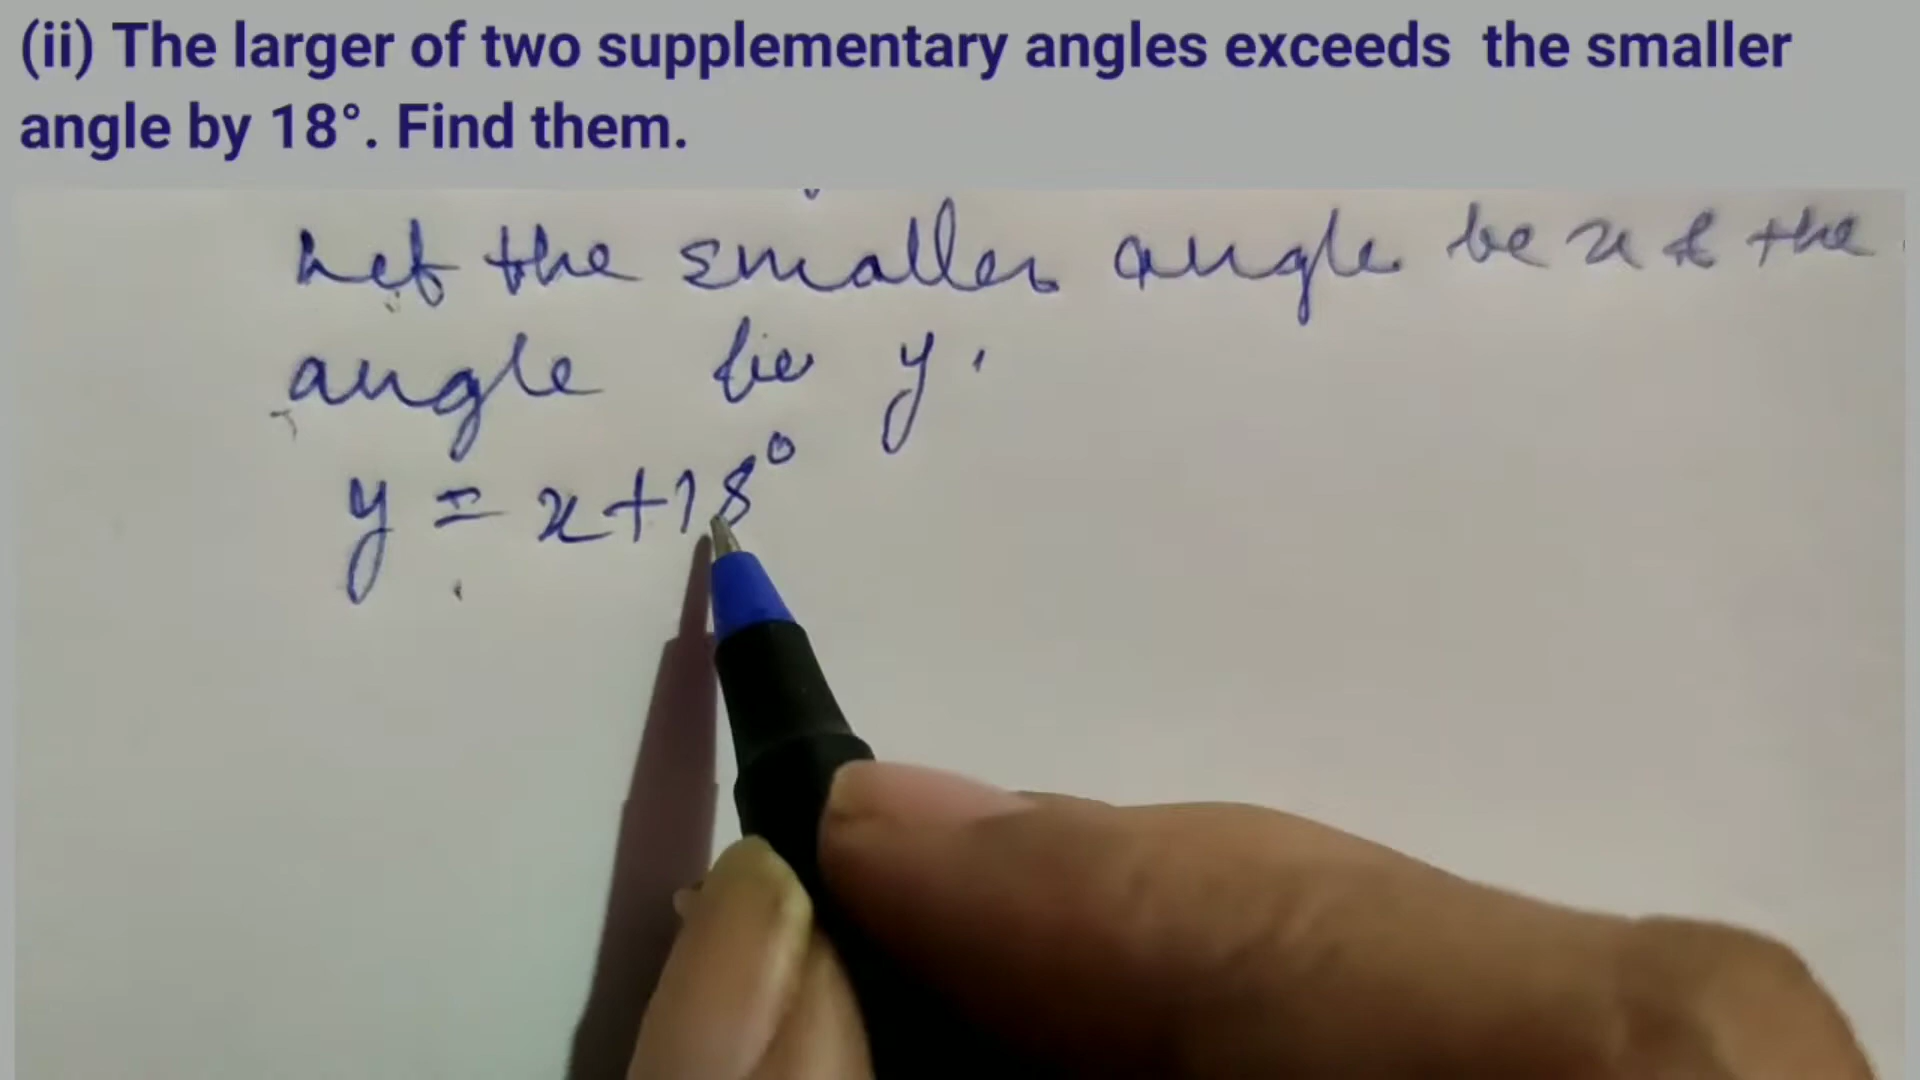 (ii) The larger of two supplementary angles exceeds the smaller
angle by 18°. Find them.
Let the smaller angle be x & the
angle be y.
y = x+18°